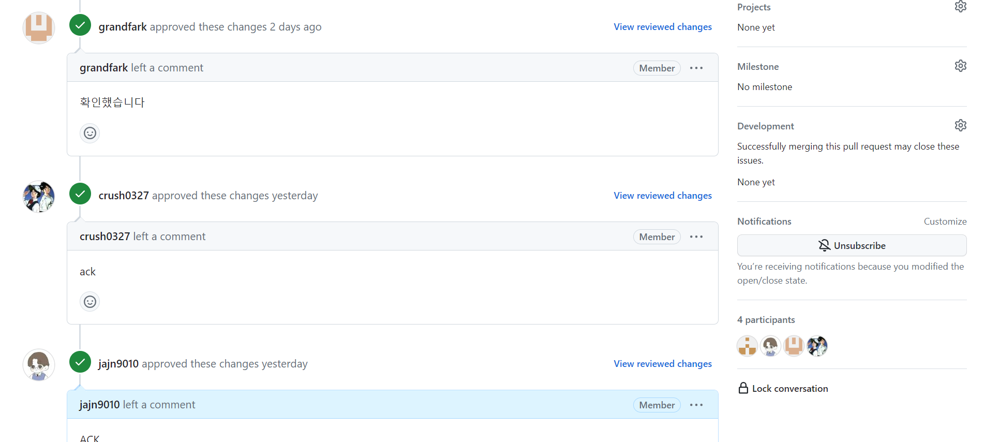 grandfark approved these changes 2 days ago
View reviewed changes
grandfark left a comment
Member
확인했습니다
crush0327 approved these changes yesterday
View reviewed changes
crush0327 left a comment
Member
ack
jajn9010 approved these changes yesterday
View reviewed changes
jajn9010 left a comment
Member
ACK
Projects
None yet
Milestone
No milestone
Development
Successfully merging this pull request may close these
issues.
None yet
Notifications
Customize
Unsubscribe
You’re receiving notifications because you modified the
open/close state.
4 participants
Lock conversation